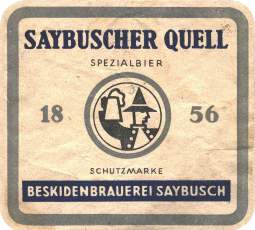 SAYBUSCHER QUELL
SPEZIALBIER
18 56
SCHUTZMARKE
BESKIDENBRAUEREI SAYBUSCH